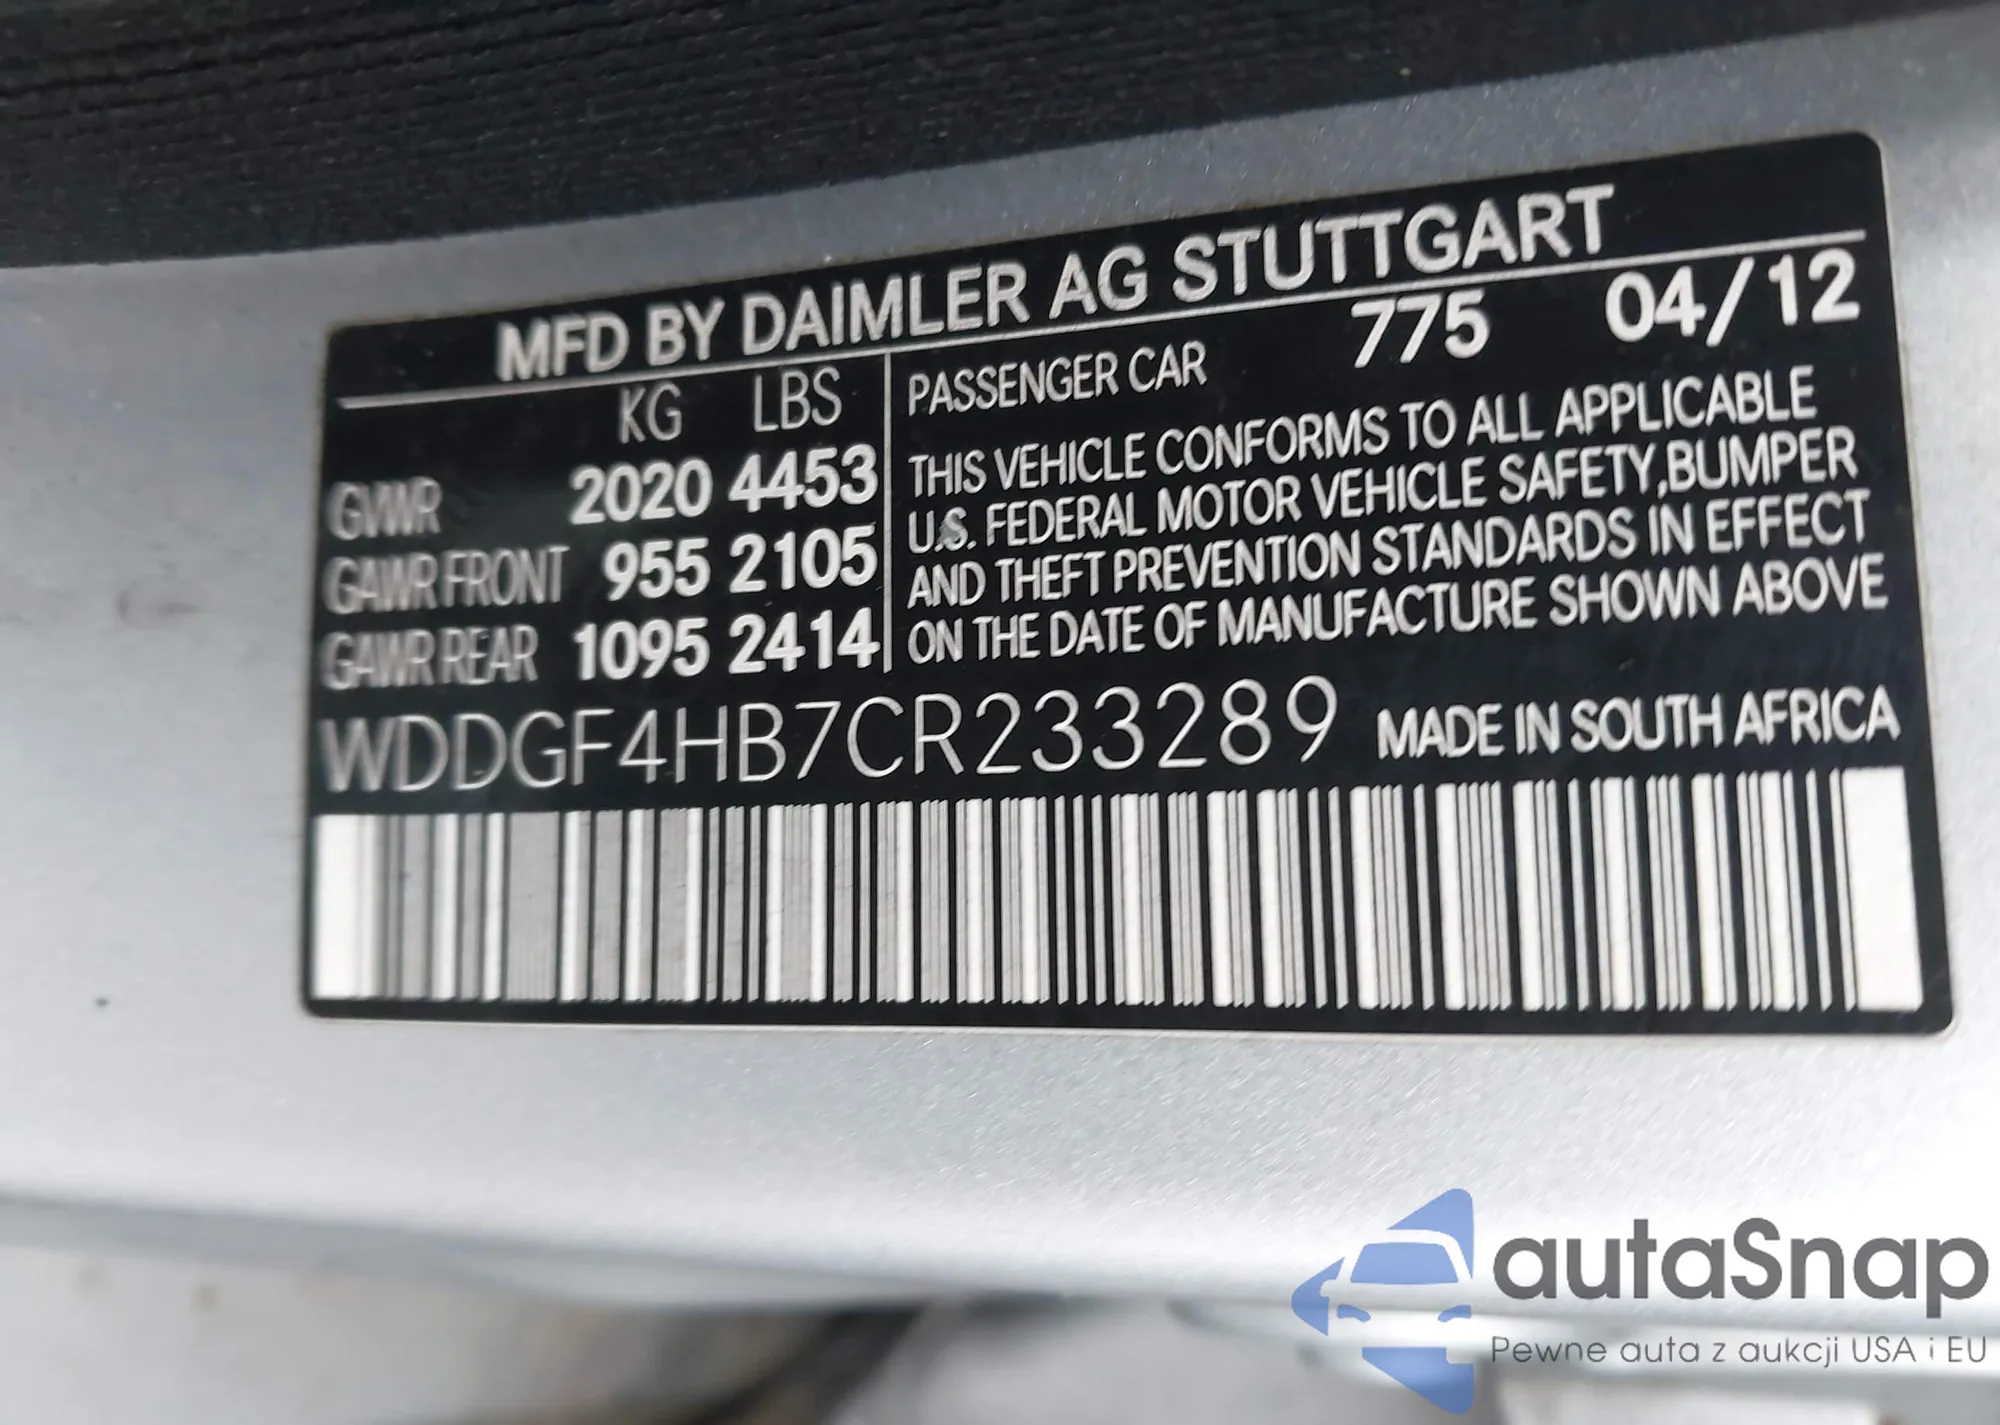 MFD BY DAIMLER AG STUTTGART
KG LBS
GVWR 2020 4453
GAWR FRONT 955 2105
GAWR REAR 1095 2414
PASSENGER CAR 775 04/12
THIS VEHICLE CONFORMS TO ALL APPLICABLE
U.S. FEDERAL MOTOR VEHICLE SAFETY,BUMPER
AND THEFT PREVENTION STANDARDS IN EFFECT
ON THE DATE OF MANUFACTURE SHOWN ABOVE
WDDGF4HB7CR233289 MADE IN SOUTH AFRICA
autaSnap
Pewne auta z aukcji USA i EU